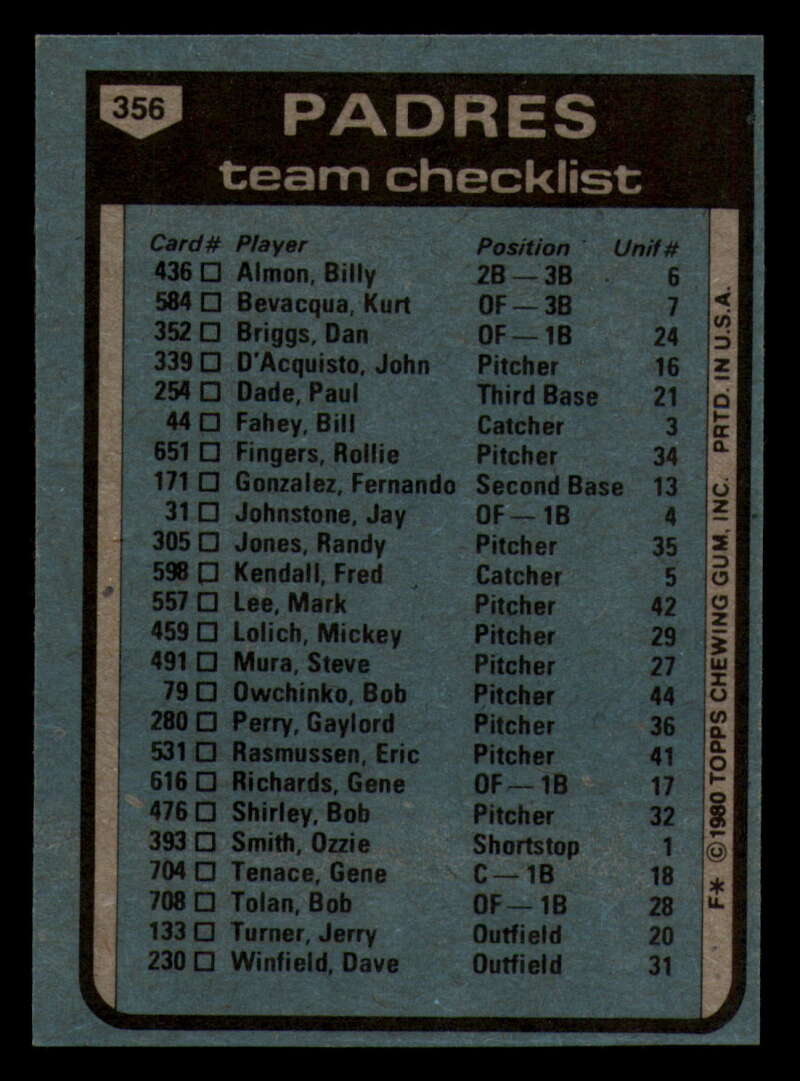 356
PADRES
team checklist
Card# Player Position Unif#
436 □ Almon, Billy 2B — 3B 6
584 □ Bevacqua, Kurt OF — 3B 7
352 □ Briggs, Dan OF — 1B 24
339 □ D'Acquisto, John Pitcher 16
254 □ Dade, Paul Third Base 21
44 □ Fahey, Bill Catcher 3
651 □ Fingers, Rollie Pitcher 34
171 □ Gonzalez, Fernando Second Base 13
31 □ Johnstone, Jay OF — 1B 4
305 □ Jones, Randy Pitcher 35
598 □ Kendall, Fred Catcher 5
557 □ Lee, Mark Pitcher 42
459 □ Lolich, Mickey Pitcher 29
491 □ Mura, Steve Pitcher 27
79 □ Owchinko, Bob Pitcher 44
280 □ Perry, Gaylord Pitcher 36
531 □ Rasmussen, Eric Pitcher 41
616 □ Richards, Gene OF — 1B 17
476 □ Shirley, Bob Pitcher 32
393 □ Smith, Ozzie Shortstop 1
704 □ Tenace, Gene C — 1B 18
708 □ Tolan, Bob OF — 1B 28
133 □ Turner, Jerry Outfield 20
230 □ Winfield, Dave Outfield 31
F* © 1980 TOPPS CHEWING GUM, INC. PRTD. IN U.S.A.